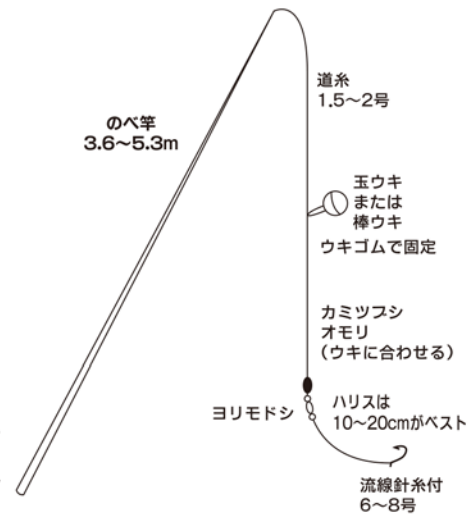 のべ竿
3.6〜5.3m
道糸
1.5〜2号
玉ウキ
または
棒ウキ
ウキゴムで固定
カミツブシ
オモリ
(ウキに合わせる)
ヨリモドシ
ハリスは
10〜20cmがベスト
流線針糸付
6〜8号